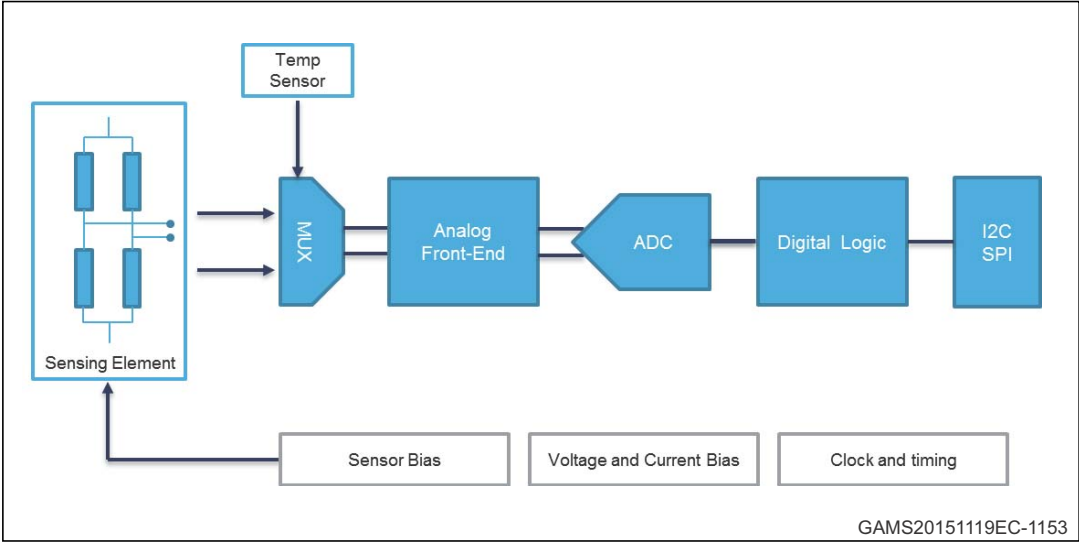 Temp
Sensor
MUX
Analog
Front-End
ADC
Digital Logic
I2C
SPI
Sensing Element
Sensor Bias
Voltage and Current Bias
Clock and timing
GAMS20151119EC-1153